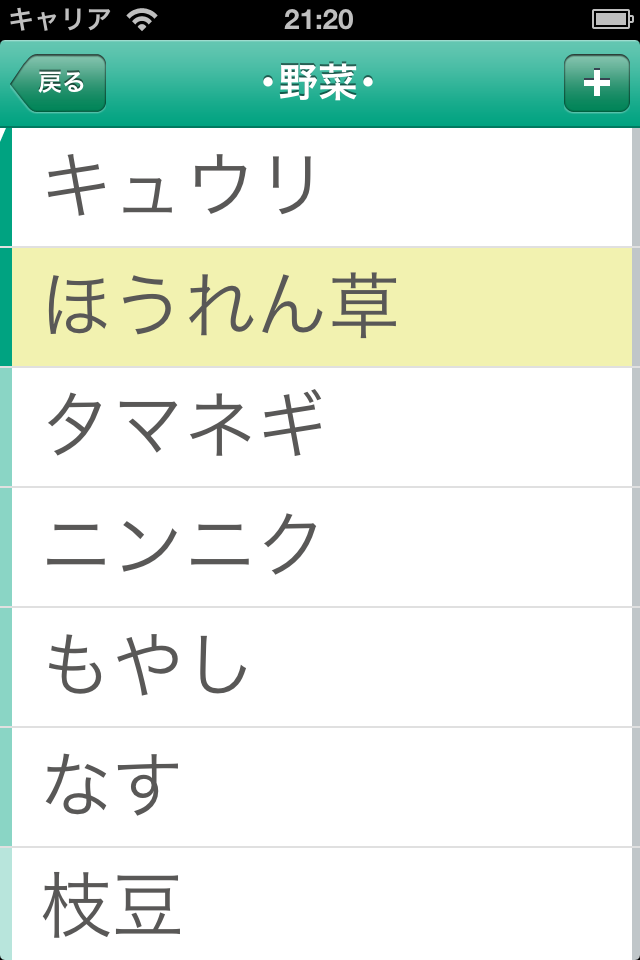 キャリア 21:20
戻る ・野菜・ +
キュウリ
ほうれん草
タマネギ
ニンニク
もやし
なす
枝豆